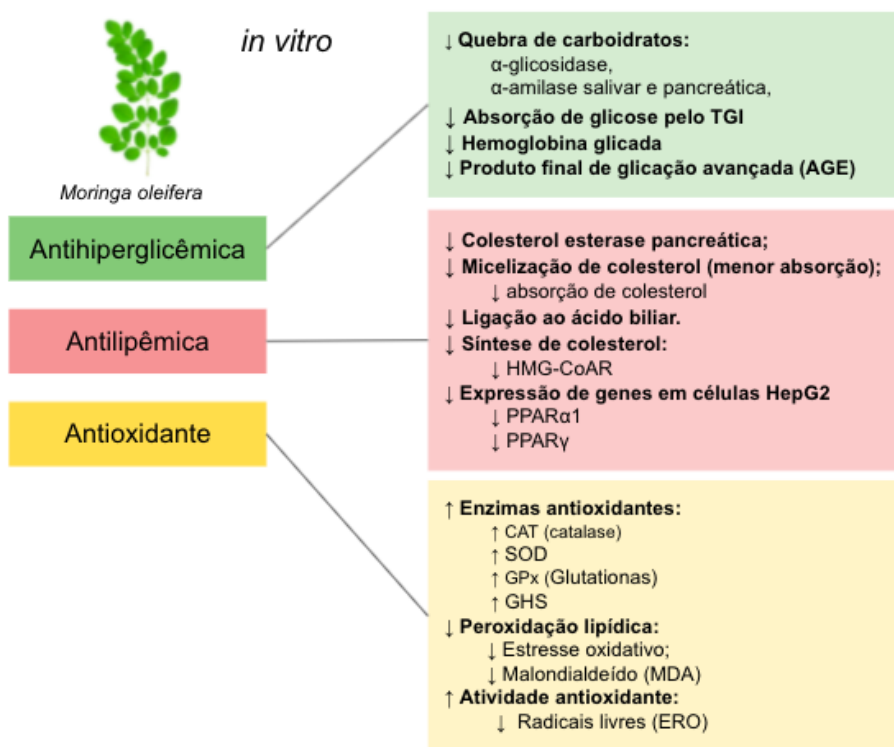 in vitro
Moringa oleifera
Antihiperglicêmica
Antilipêmica
Antioxidante
↓ Quebra de carboidratos:
α-glicosidase,
α-amilase salivar e pancreática,
↓ Absorção de glicose pelo TGI
↓ Hemoglobina glicada
↓ Produto final de glicação avançada (AGE)
↓ Colesterol esterase pancreática;
↓ Micelização de colesterol (menor absorção);
↓ absorção de colesterol
↓ Ligação ao ácido biliar.
↓ Síntese de colesterol:
↓ HMG-CoAR
↓ Expressão de genes em células HepG2
↓ PPARα1
↓ PPARγ
↑ Enzimas antioxidantes:
↑ CAT (catalase)
↑ SOD
↑ GPx (Glutationas)
↑ GHS
↓ Peroxidação lipídica:
↓ Estresse oxidativo;
↓ Malondialdeído (MDA)
↑ Atividade antioxidante:
↓ Radicais livres (ERO)